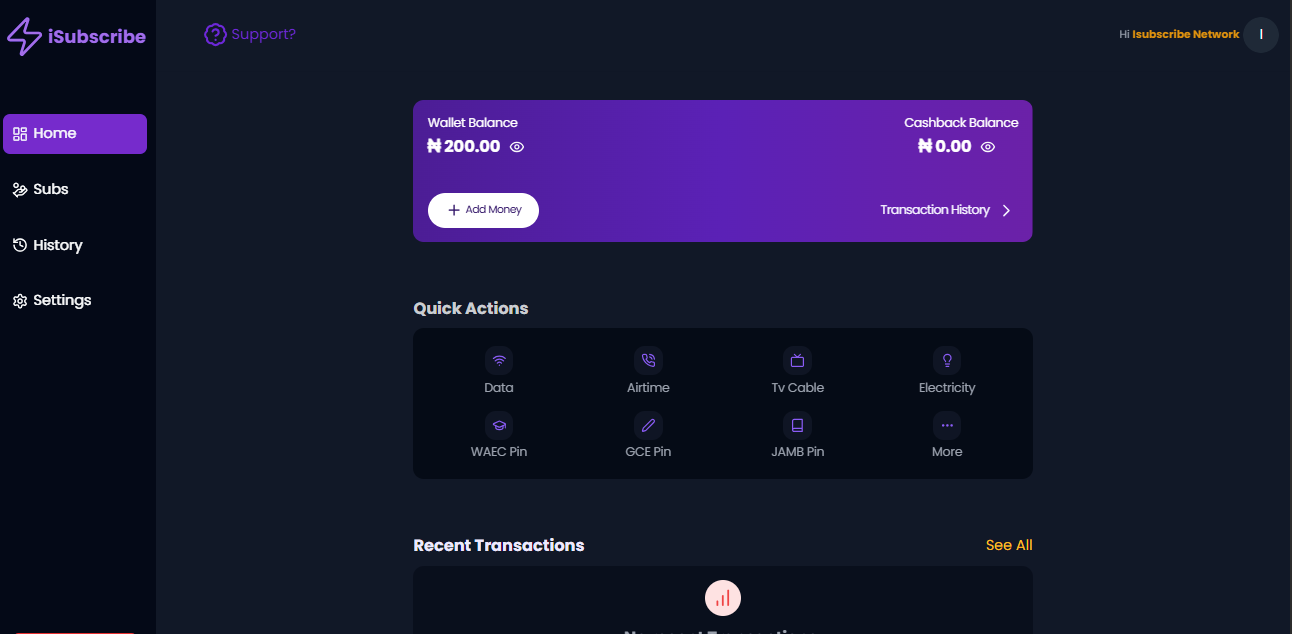 iSubscribe
Support?
Hi Isubscribe Network
I
Home
Subs
History
Settings
Wallet Balance
Cashback Balance
₦200.00
₦0.00
Add Money
Transaction History
Quick Actions
Data
Airtime
Tv Cable
Electricity
WAEC Pin
GCE Pin
JAMB Pin
More
Recent Transactions
See All